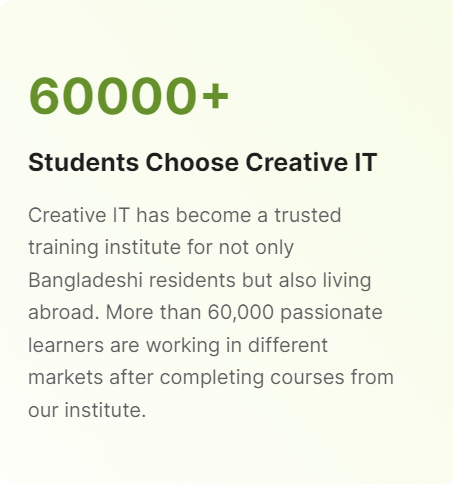 60000+
Students Choose Creative IT
Creative IT has become a trusted
training institute for not only
Bangladeshi residents but also living
abroad. More than 60,000 passionate
learners are working in different
markets after completing courses from
our institute.